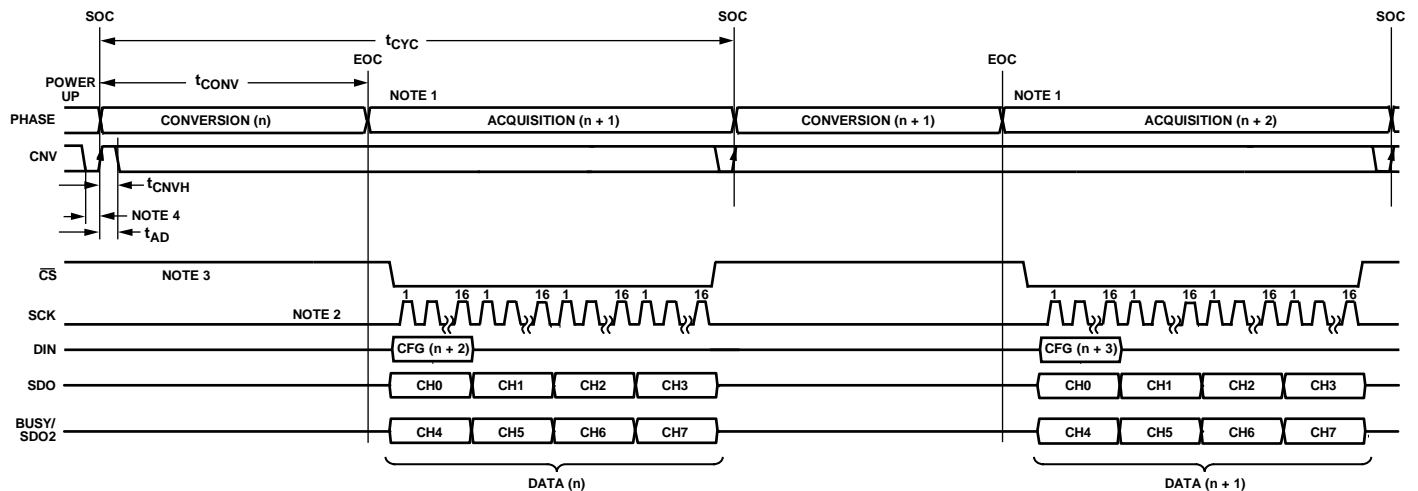 SOC SOC SOC
tCYC
EOC EOC
POWER UP
tCONV
NOTE 1 NOTE 1
PHASE CONVERSION (n) ACQUISITION (n + 1) CONVERSION (n + 1) ACQUISITION (n + 2)
CNV
tCNVH
NOTE 4
tAD
CS NOTE 3
1 16 1 16 1 16 1 16 1 16 1 16 1 16 1 16
SCK NOTE 2
DIN CFG (n + 2) CFG (n + 3)
SDO CH0 CH1 CH2 CH3 CH0 CH1 CH2 CH3
BUSY/
SDO2 CH4 CH5 CH6 CH7 CH4 CH5 CH6 CH7
DATA (n) DATA (n + 1)